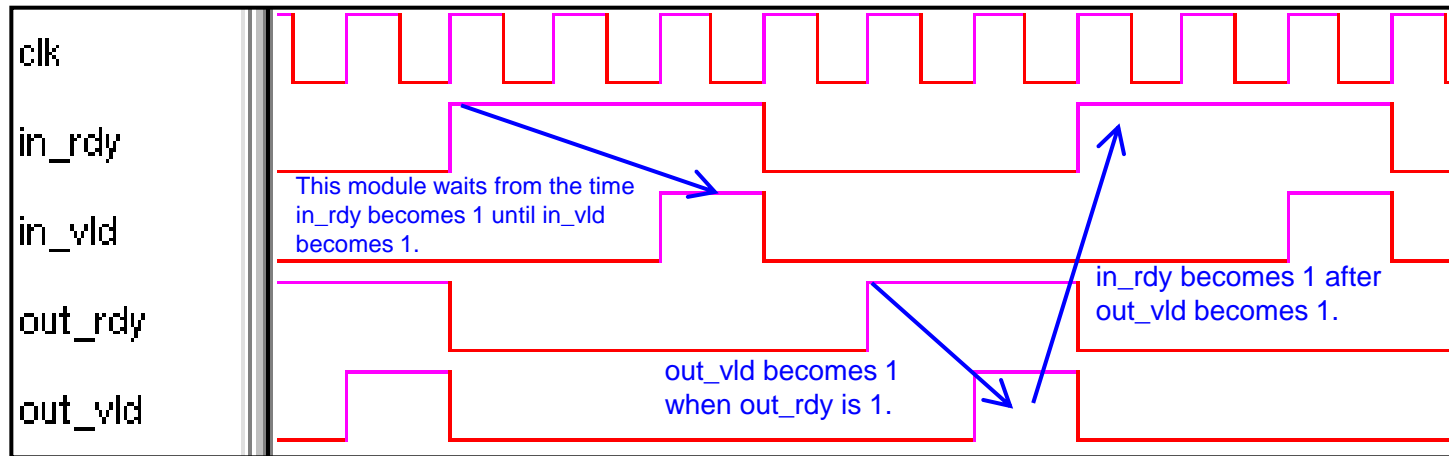 clk
in_rdy
This module waits from the time
in_rdy becomes 1 until in_vld
becomes 1.
in_vld
in_rdy becomes 1 after
out_vld becomes 1.
out_rdy
out_vld becomes 1
when out_rdy is 1.
out_vld